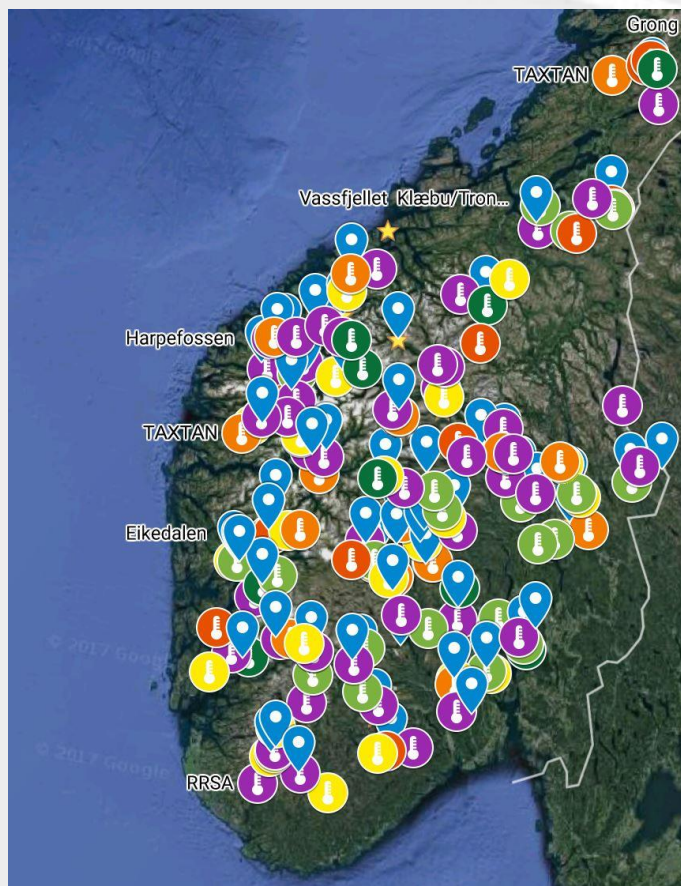 © 2017 Google
Grong
TAXTAN
Vassfjellet Klæbu/Tron...
Harpefossen
TAXTAN
Eikedalen
© 2017 Google
© 2017 Google
RRSA